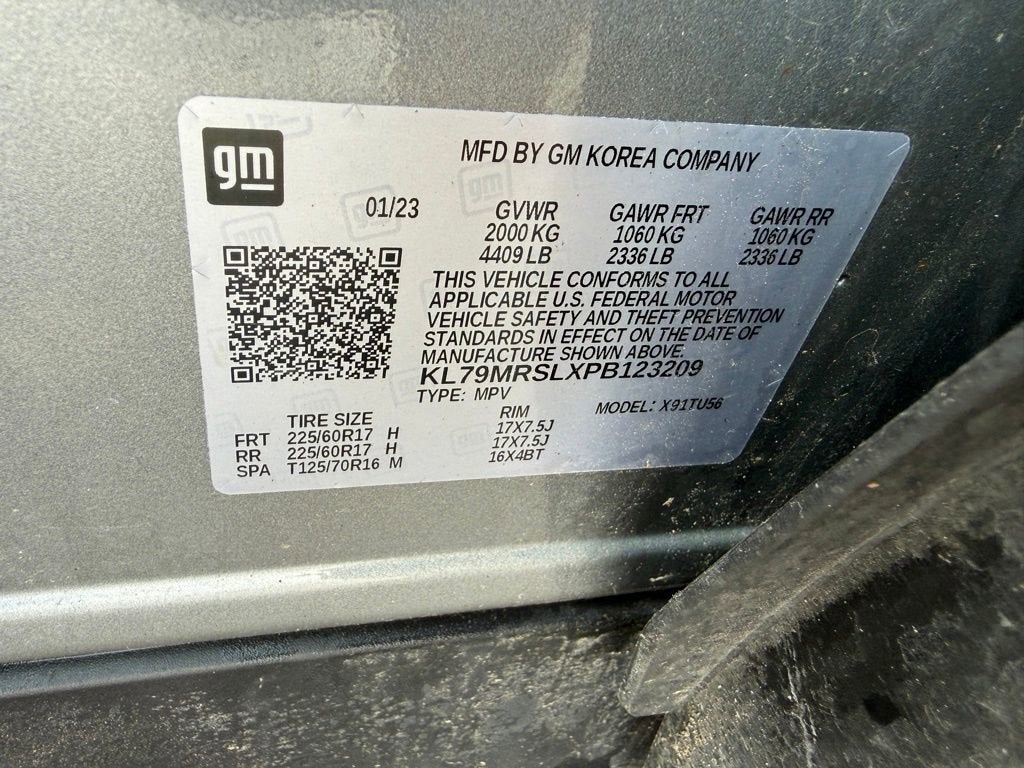 gm
MFD BY GM KOREA COMPANY
01/23 GVWR GAWR FRT GAWR RR
2000 KG 1060 KG 1060 KG
4409 LB 2336 LB 2336 LB
THIS VEHICLE CONFORMS TO ALL
APPLICABLE U.S. FEDERAL MOTOR
VEHICLE SAFETY AND THEFT PREVENTION
STANDARDS IN EFFECT ON THE DATE OF
MANUFACTURE SHOWN ABOVE.
KL79MRSLXPB123209
TYPE: MPV MODEL: X91TU56
TIRE SIZE RIM
FRT 225/60R17 H 17X7.5J
RR 225/60R17 H 17X7.5J
SPA T125/70R16 M 16X4BT